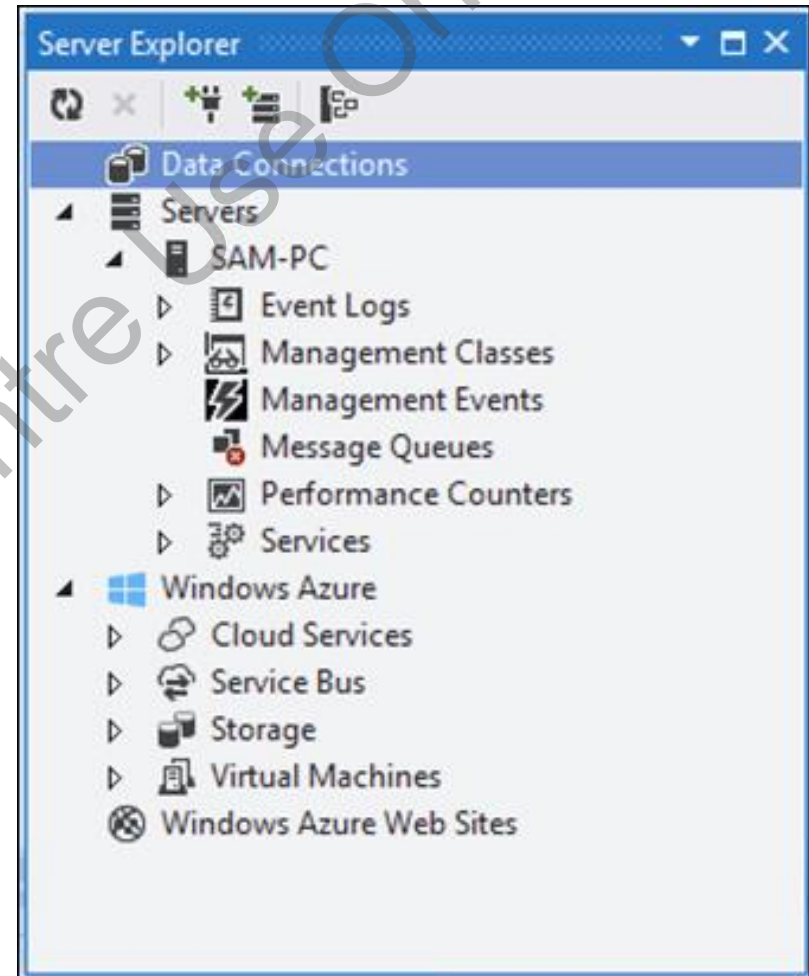 Server Explorer
Data Connections
Servers
SAM-PC
Event Logs
Management Classes
Management Events
Message Queues
Performance Counters
Services
Windows Azure
Cloud Services
Service Bus
Storage
Virtual Machines
Windows Azure Web Sites